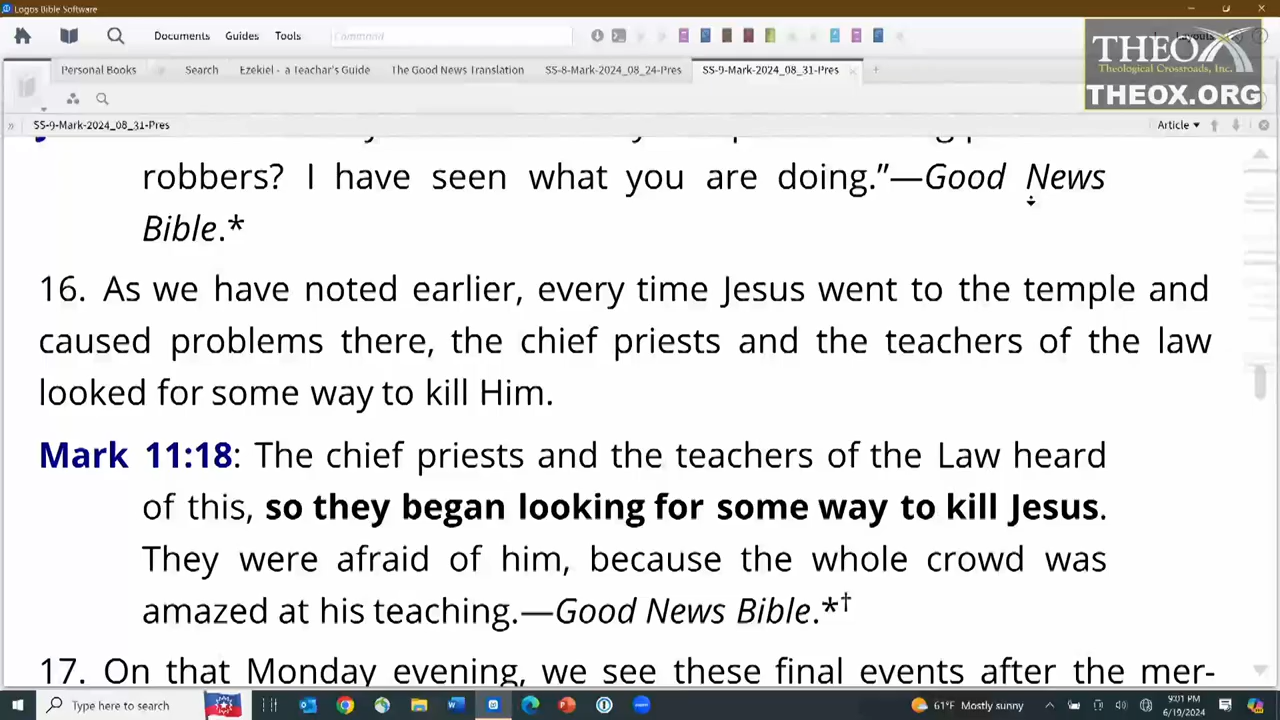 Logos Bible Software
Documents Guides Tools Command
THEOX
Theological Crossroads, Inc.
THEOX.ORG
Personal Books Search Ezekiel - a Teacher's Guide SS-8-Mark-2024_08_24-Pres SS-9-Mark-2024_08_31-Pres
SS-9-Mark-2024_08_31-Pres Article
robbers? I have seen what you are doing.”—Good News
Bible.*
16. As we have noted earlier, every time Jesus went to the temple and
caused problems there, the chief priests and the teachers of the law
looked for some way to kill Him.
Mark 11:18: The chief priests and the teachers of the Law heard
of this, so they began looking for some way to kill Jesus.
They were afraid of him, because the whole crowd was
amazed at his teaching.—Good News Bible.*†
17. On that Monday evening, we see these final events after the mer-
Type here to search 61°F Mostly sunny 9:01 PM
6/19/2024